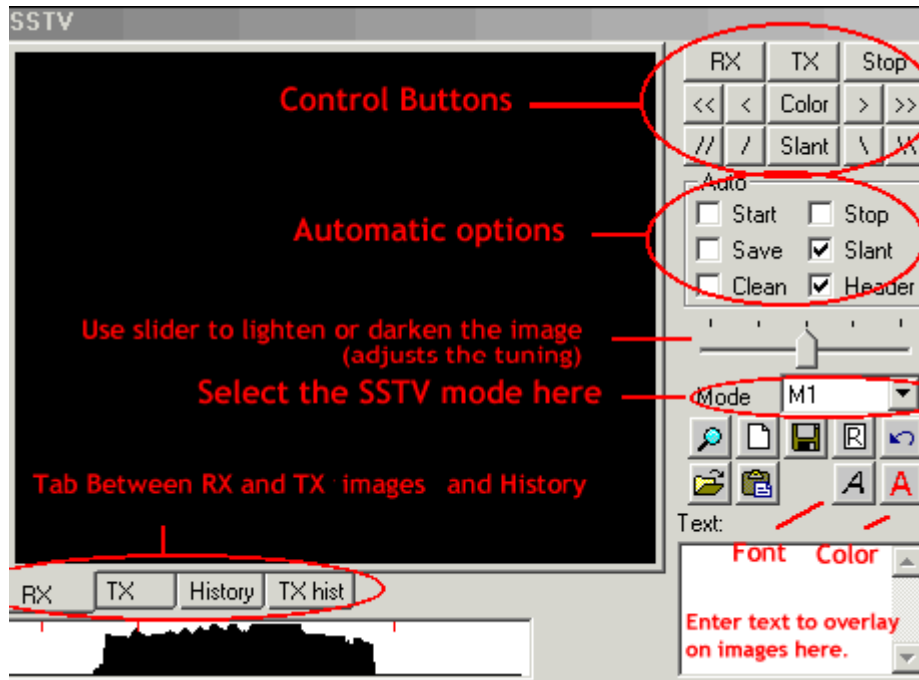 SSTV
RX TX Stop
<< < Color > >>
// / Slant \ \\
Control Buttons
Auto
Start Stop
Save Slant
Clean Header
Automatic options
Use slider to lighten or darken the image
(adjusts the tuning)
Select the SSTV mode here
Mode M1
R
A A
Tab Between RX and TX images and History
Text:
Font Color
Enter text to overlay
on images here.
RX TX History TX hist